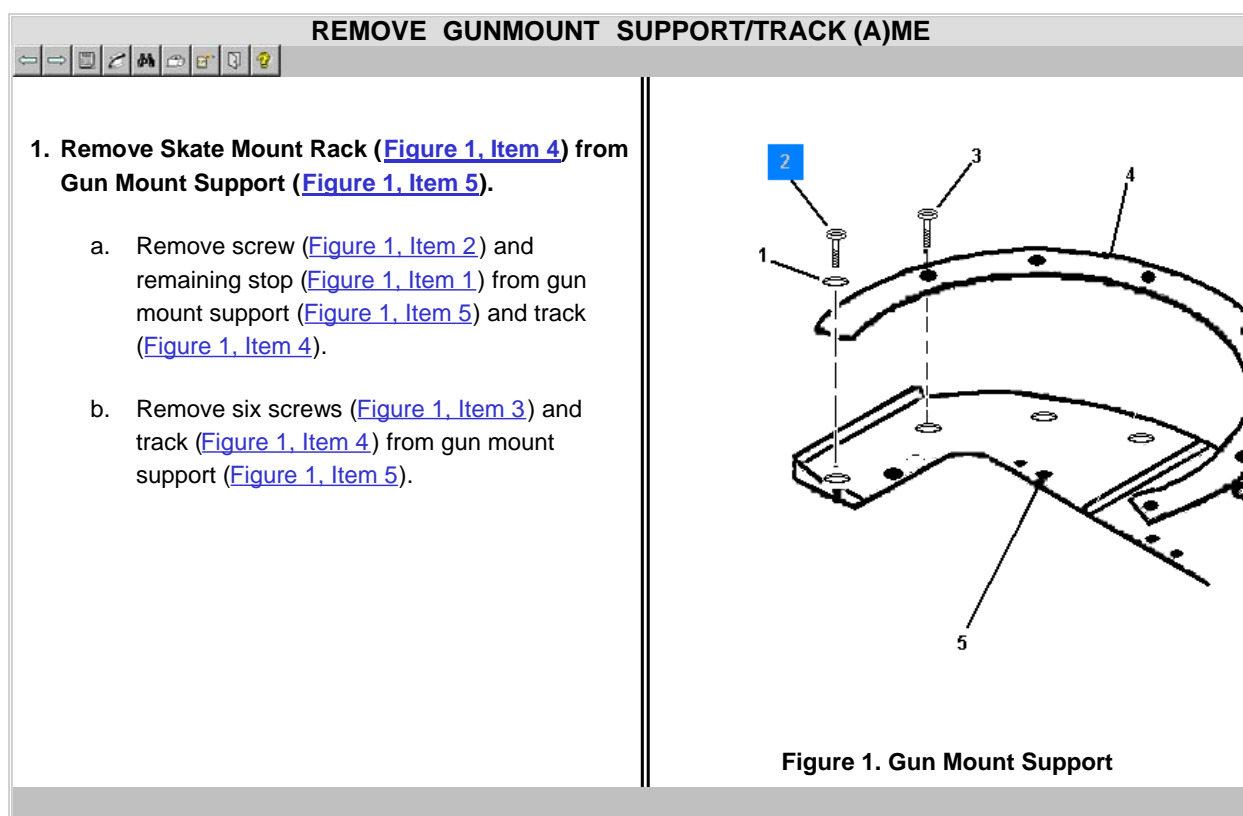 REMOVE GUNMOUNT SUPPORT/TRACK (A)ME
1. Remove Skate Mount Rack (Figure 1, Item 4) from
Gun Mount Support (Figure 1, Item 5).
a. Remove screw (Figure 1, Item 2) and
remaining stop (Figure 1, Item 1) from gun
mount support (Figure 1, Item 5) and track
(Figure 1, Item 4).
b. Remove six screws (Figure 1, Item 3) and
track (Figure 1, Item 4) from gun mount
support (Figure 1, Item 5).
2
3
4
1
5
Figure 1. Gun Mount Support